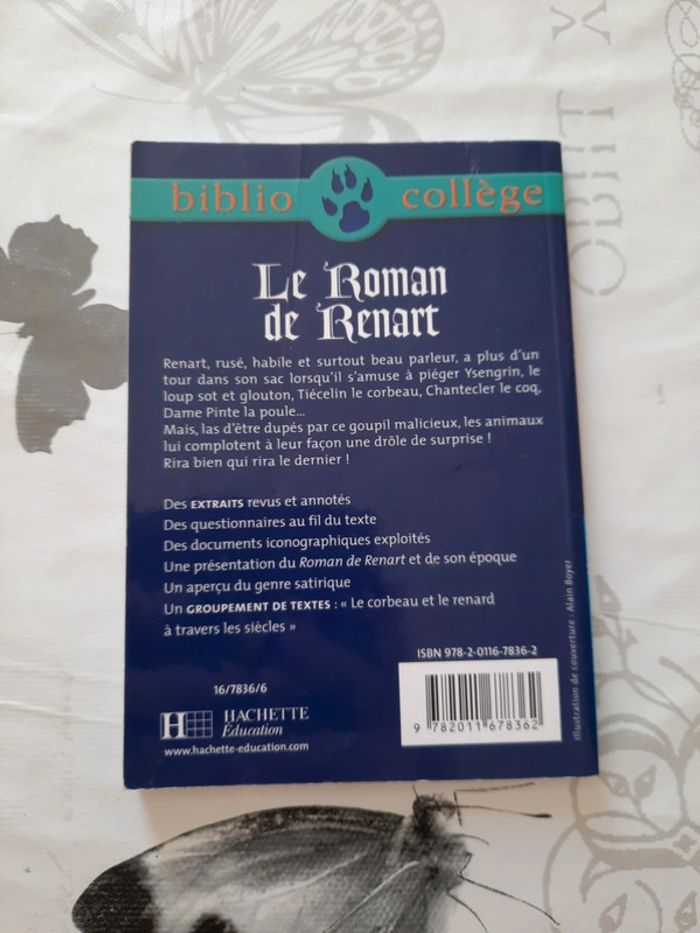 biblio collège
Le Roman
de Renart
Renart, rusé, habile et surtout beau parleur, a plus d'un
tour dans son sac lorsqu'il s'amuse à piéger Ysengrin, le
loup sot et glouton, Tiécelin le corbeau, Chantecler le coq,
Dame Pinte la poule...
Mais, las d'être dupés par ce goupil malicieux, les animaux
lui complotent à leur façon une drôle de surprise !
Rira bien qui rira le dernier !
Des EXTRAITS revus et annotés
Des questionnaires au fil du texte
Des documents iconographiques exploités
Une présentation du Roman de Renart et de son époque
Un aperçu du genre satirique
Un GROUPEMENT DE TEXTES : « Le corbeau et le renard
à travers les siècles »
ISBN 978-2-0116-7836-2
16/7836/6
H HACHETTE
Éducation
www.hachette-education.com
9 782011 678362
Illustration de couverture : Alain Boyer